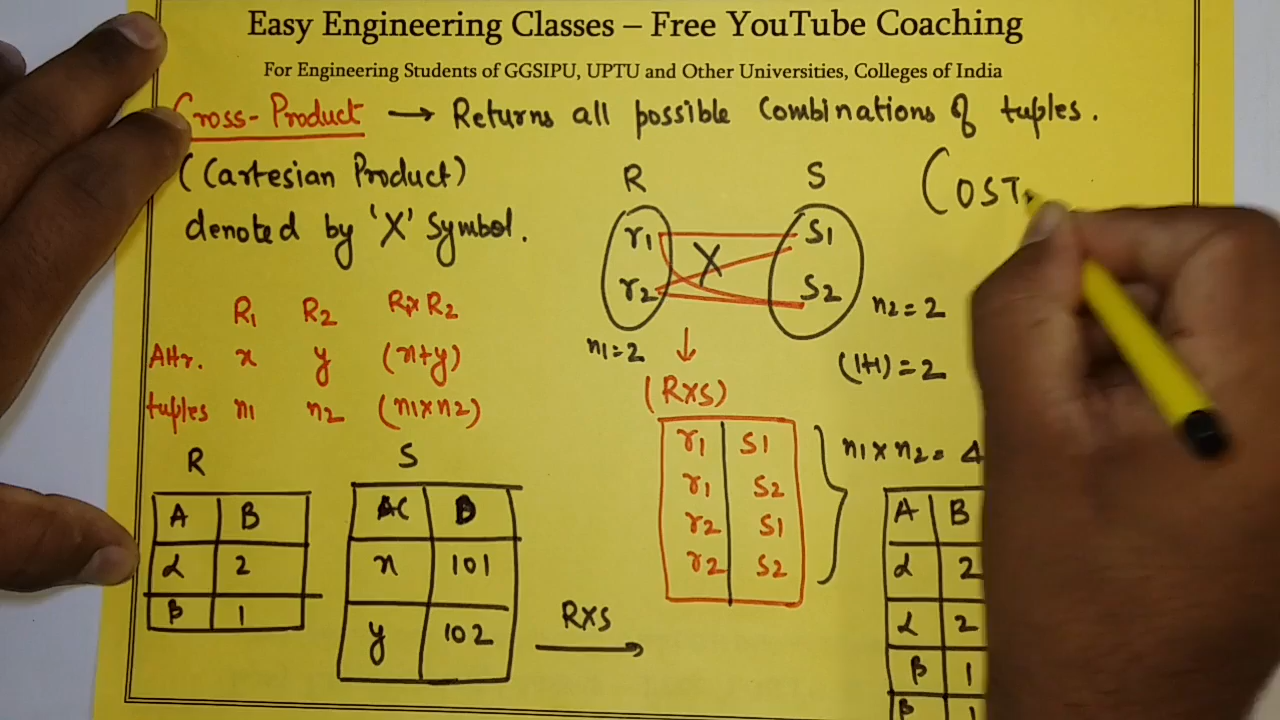 Easy Engineering Classes – Free YouTube Coaching
For Engineering Students of GGSIPU, UPTU and Other Universities, Colleges of India
Cross-Product → Returns all possible Combinations of tuples.
(Cartesian Product)
denoted by 'X' symbol.
R S
r1 S1
X
r2 S2
n1=2 n2=2
(1+1)=2
(COST
R1 R2 R1×R2
Attr. x y (x+y)
tuples n1 n2 (n1×n2)
(R×S)
r1 S1
r1 S2
r2 S1
r2 S2
n1×n2=4
R
A B
α 2
β 1
S
C D
x 101
y 102
R×S
A B
α 2
α 2
β 1
β 1